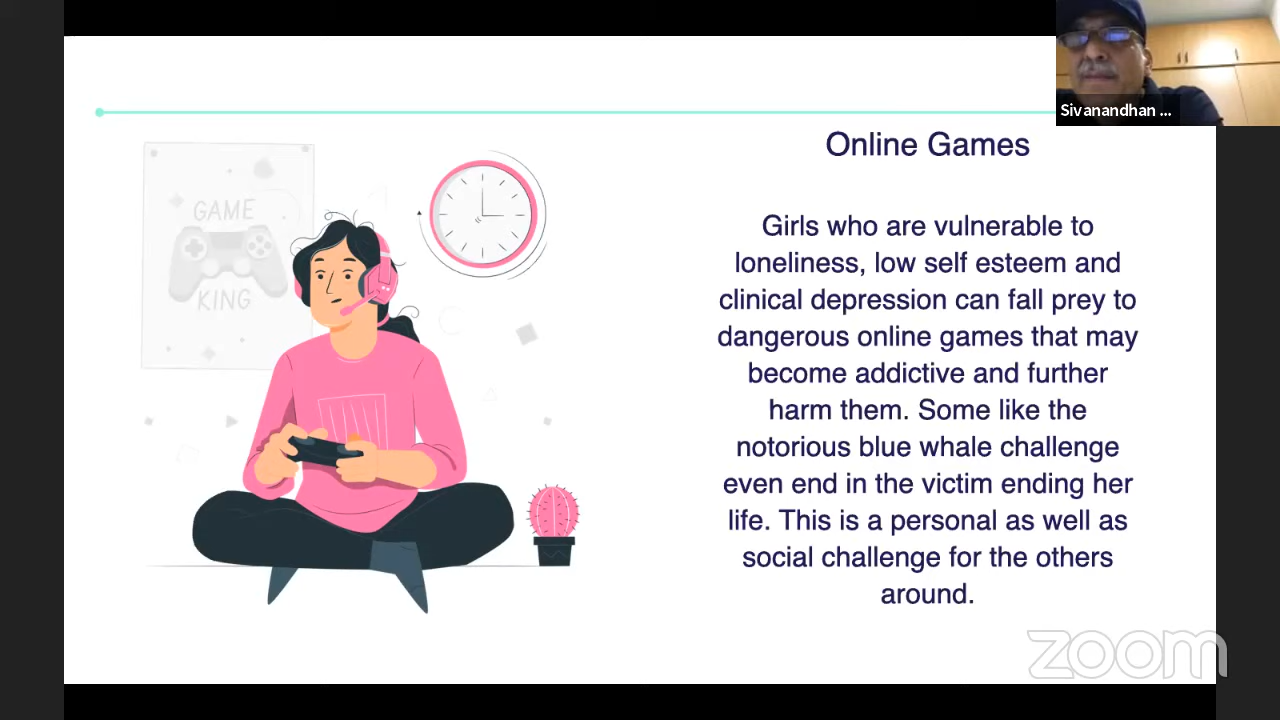 Sivanandhan ...
Online Games
GAME
KING
Girls who are vulnerable to
loneliness, low self esteem and
clinical depression can fall prey to
dangerous online games that may
become addictive and further
harm them. Some like the
notorious blue whale challenge
even end in the victim ending her
life. This is a personal as well as
social challenge for the others
around.
zoom